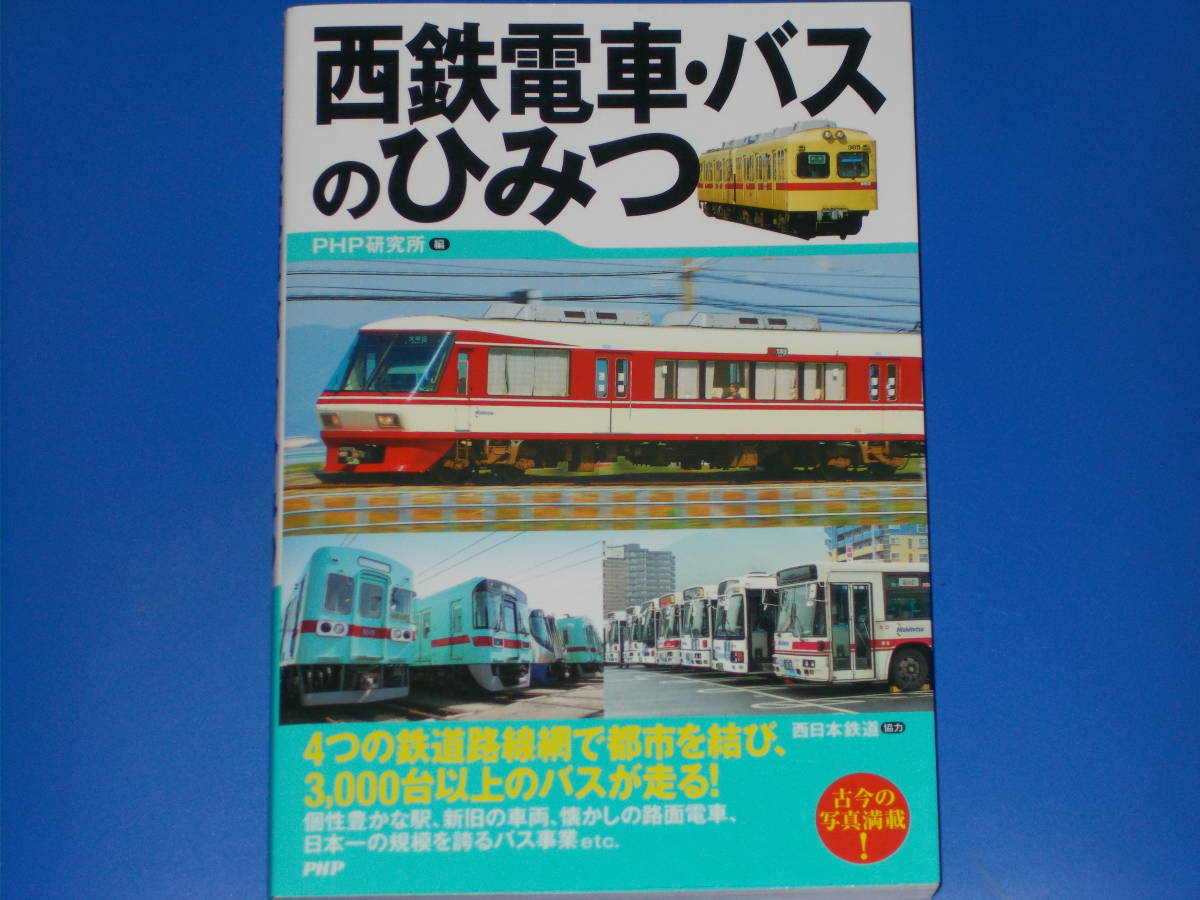 西鉄電車・バス
のひみつ
PHP研究所 編
西日本鉄道 協力
4つの鉄道路線網で都市を結び、
3,000台以上のバスが走る!
個性豊かな駅、新旧の車両、懐かしの路面電車、
日本一の規模を誇るバス事業etc.
古今の
写真満載
!
PHP